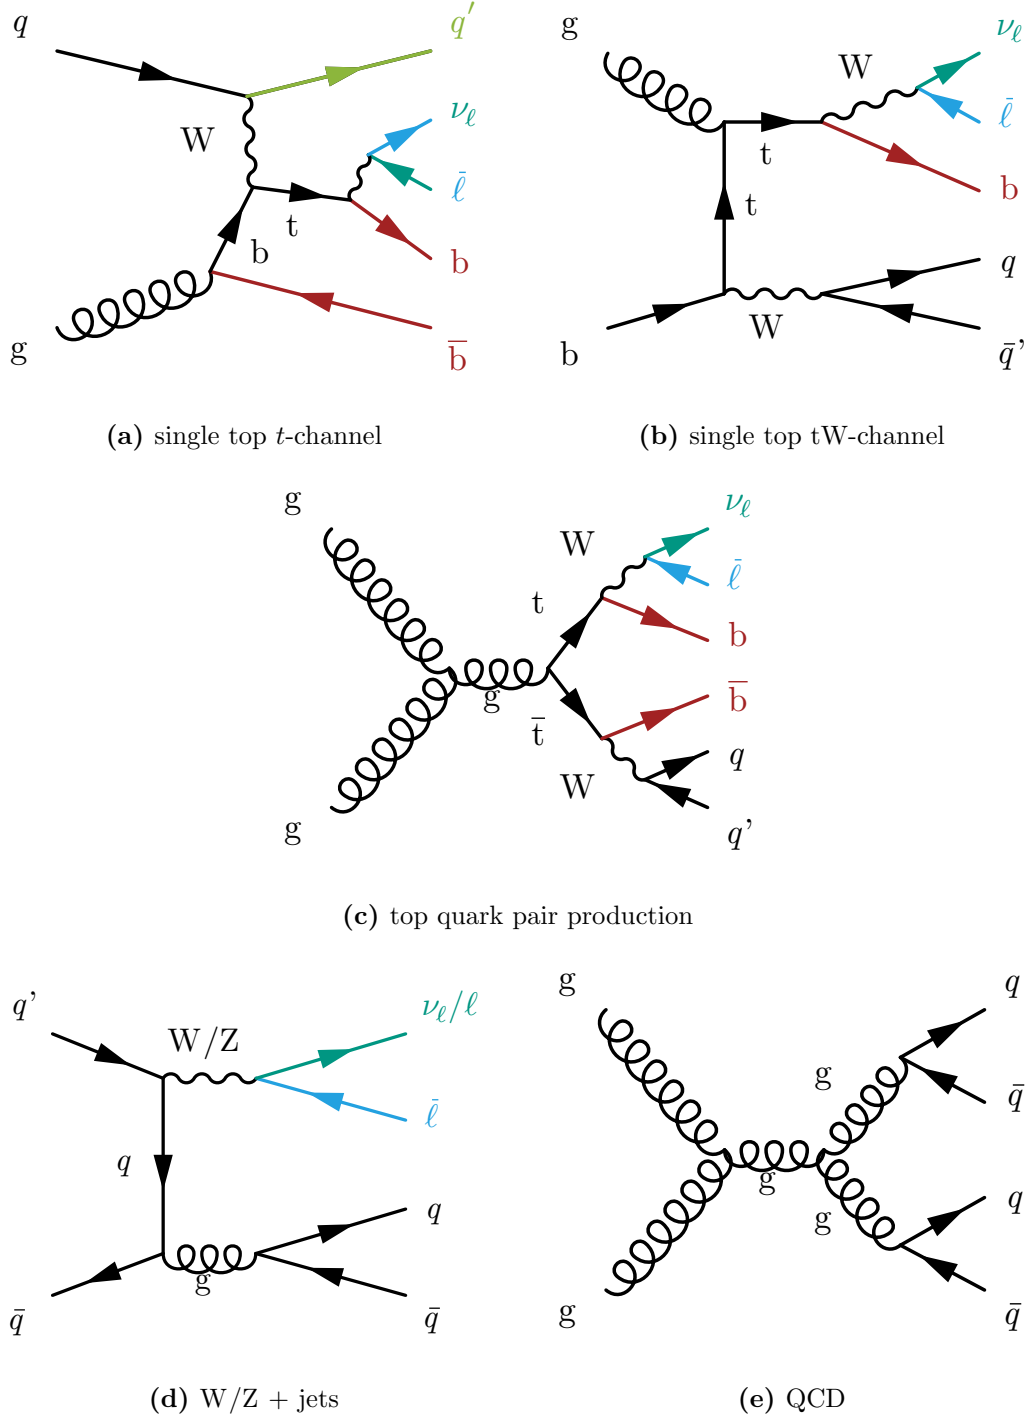 q
q′
g
ν_ℓ
ν_ℓ
W
W
ℓ̄
ℓ̄
t
t
b
b
b
q
g
b̄
b
W
q̄’
(a) single top t-channel
(b) single top tW-channel
g
ν_ℓ
W
ℓ̄
t
b
g
b̄
t̄
q
W
g
q’
(c) top quark pair production
q’
ν_ℓ/ℓ
W/Z
ℓ̄
q
q
g
q̄
q̄
g
q
g
q̄
g
q
g
g
q̄
(d) W/Z + jets
(e) QCD